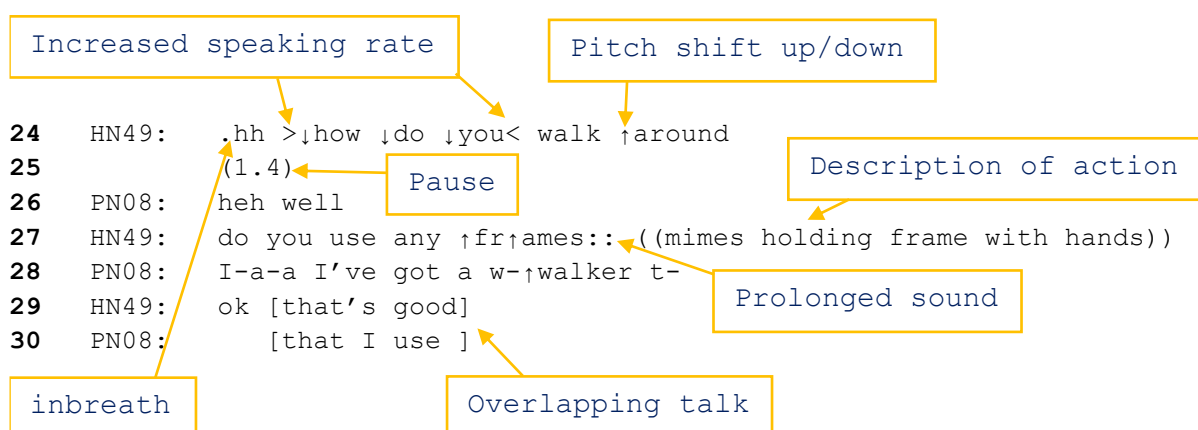 Increased speaking rate
Pitch shift up/down
24 HN49: .hh >↓how ↓do ↓you< walk ↑around
25 (1.4)
Pause
Description of action
26 PN08: heh well
27 HN49: do you use any ↑fr↑ames:: ((mimes holding frame with hands))
28 PN08: I-a-a I’ve got a w-↑walker t-
Prolonged sound
29 HN49: ok [that’s good]
30 PN08: [that I use ]
inbreath
Overlapping talk